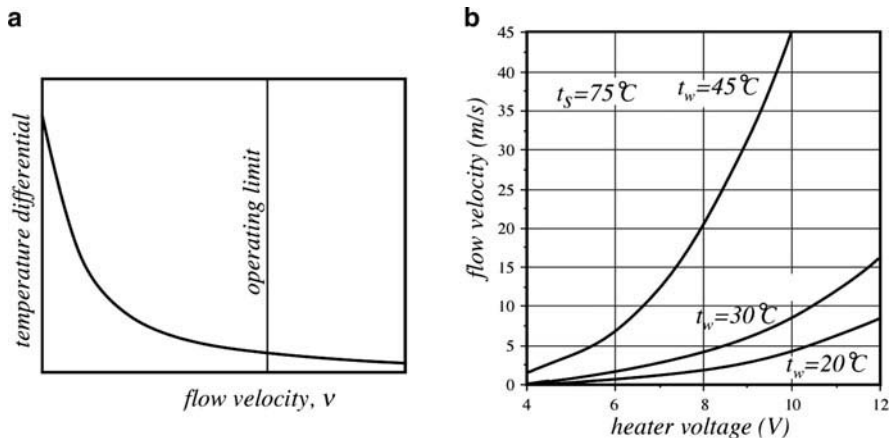 a
temperature differential
operating limit
flow velocity, v
b
flow velocity (m/s)
45
40
35
30
25
20
15
10
5
0
t_s=75°C
t_w=45°C
t_w=30°C
t_w=20°C
4
6
8
10
12
heater voltage (V)